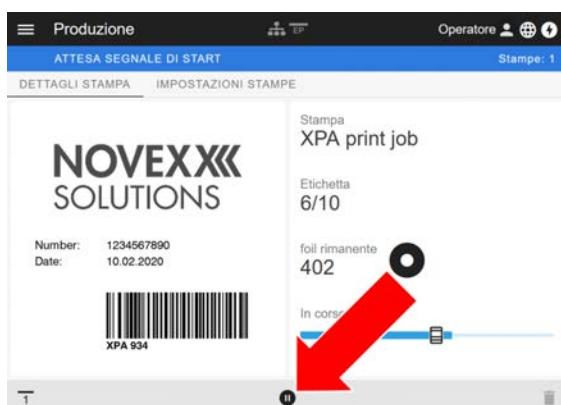 Produzione
EP
Operatore
ATTESA SEGNALE DI START
Stampe: 1
DETTAGLI STAMPA
IMPOSTAZIONI STAMPE
NOVEXX
SOLUTIONS
Number: 1234567890
Date: 10.02.2020
XPA 934
Stampa
XPA print job
Etichetta
6/10
foil rimanente
402
In corso
1